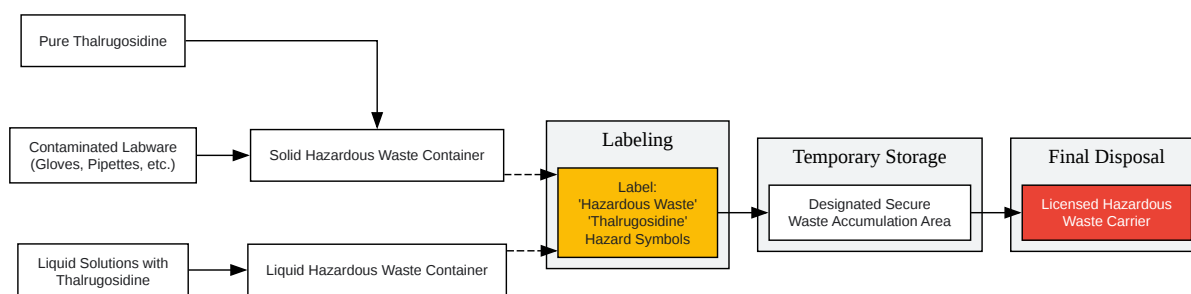 Pure Thalrugosidine
Contaminated Labware
(Gloves, Pipettes, etc.)
Solid Hazardous Waste Container
Liquid Solutions with
Thalrugosidine
Liquid Hazardous Waste Container
Labeling
Label:
'Hazardous Waste'
'Thalrugosidine'
Hazard Symbols
Temporary Storage
Designated Secure
Waste Accumulation Area
Final Disposal
Licensed Hazardous
Waste Carrier